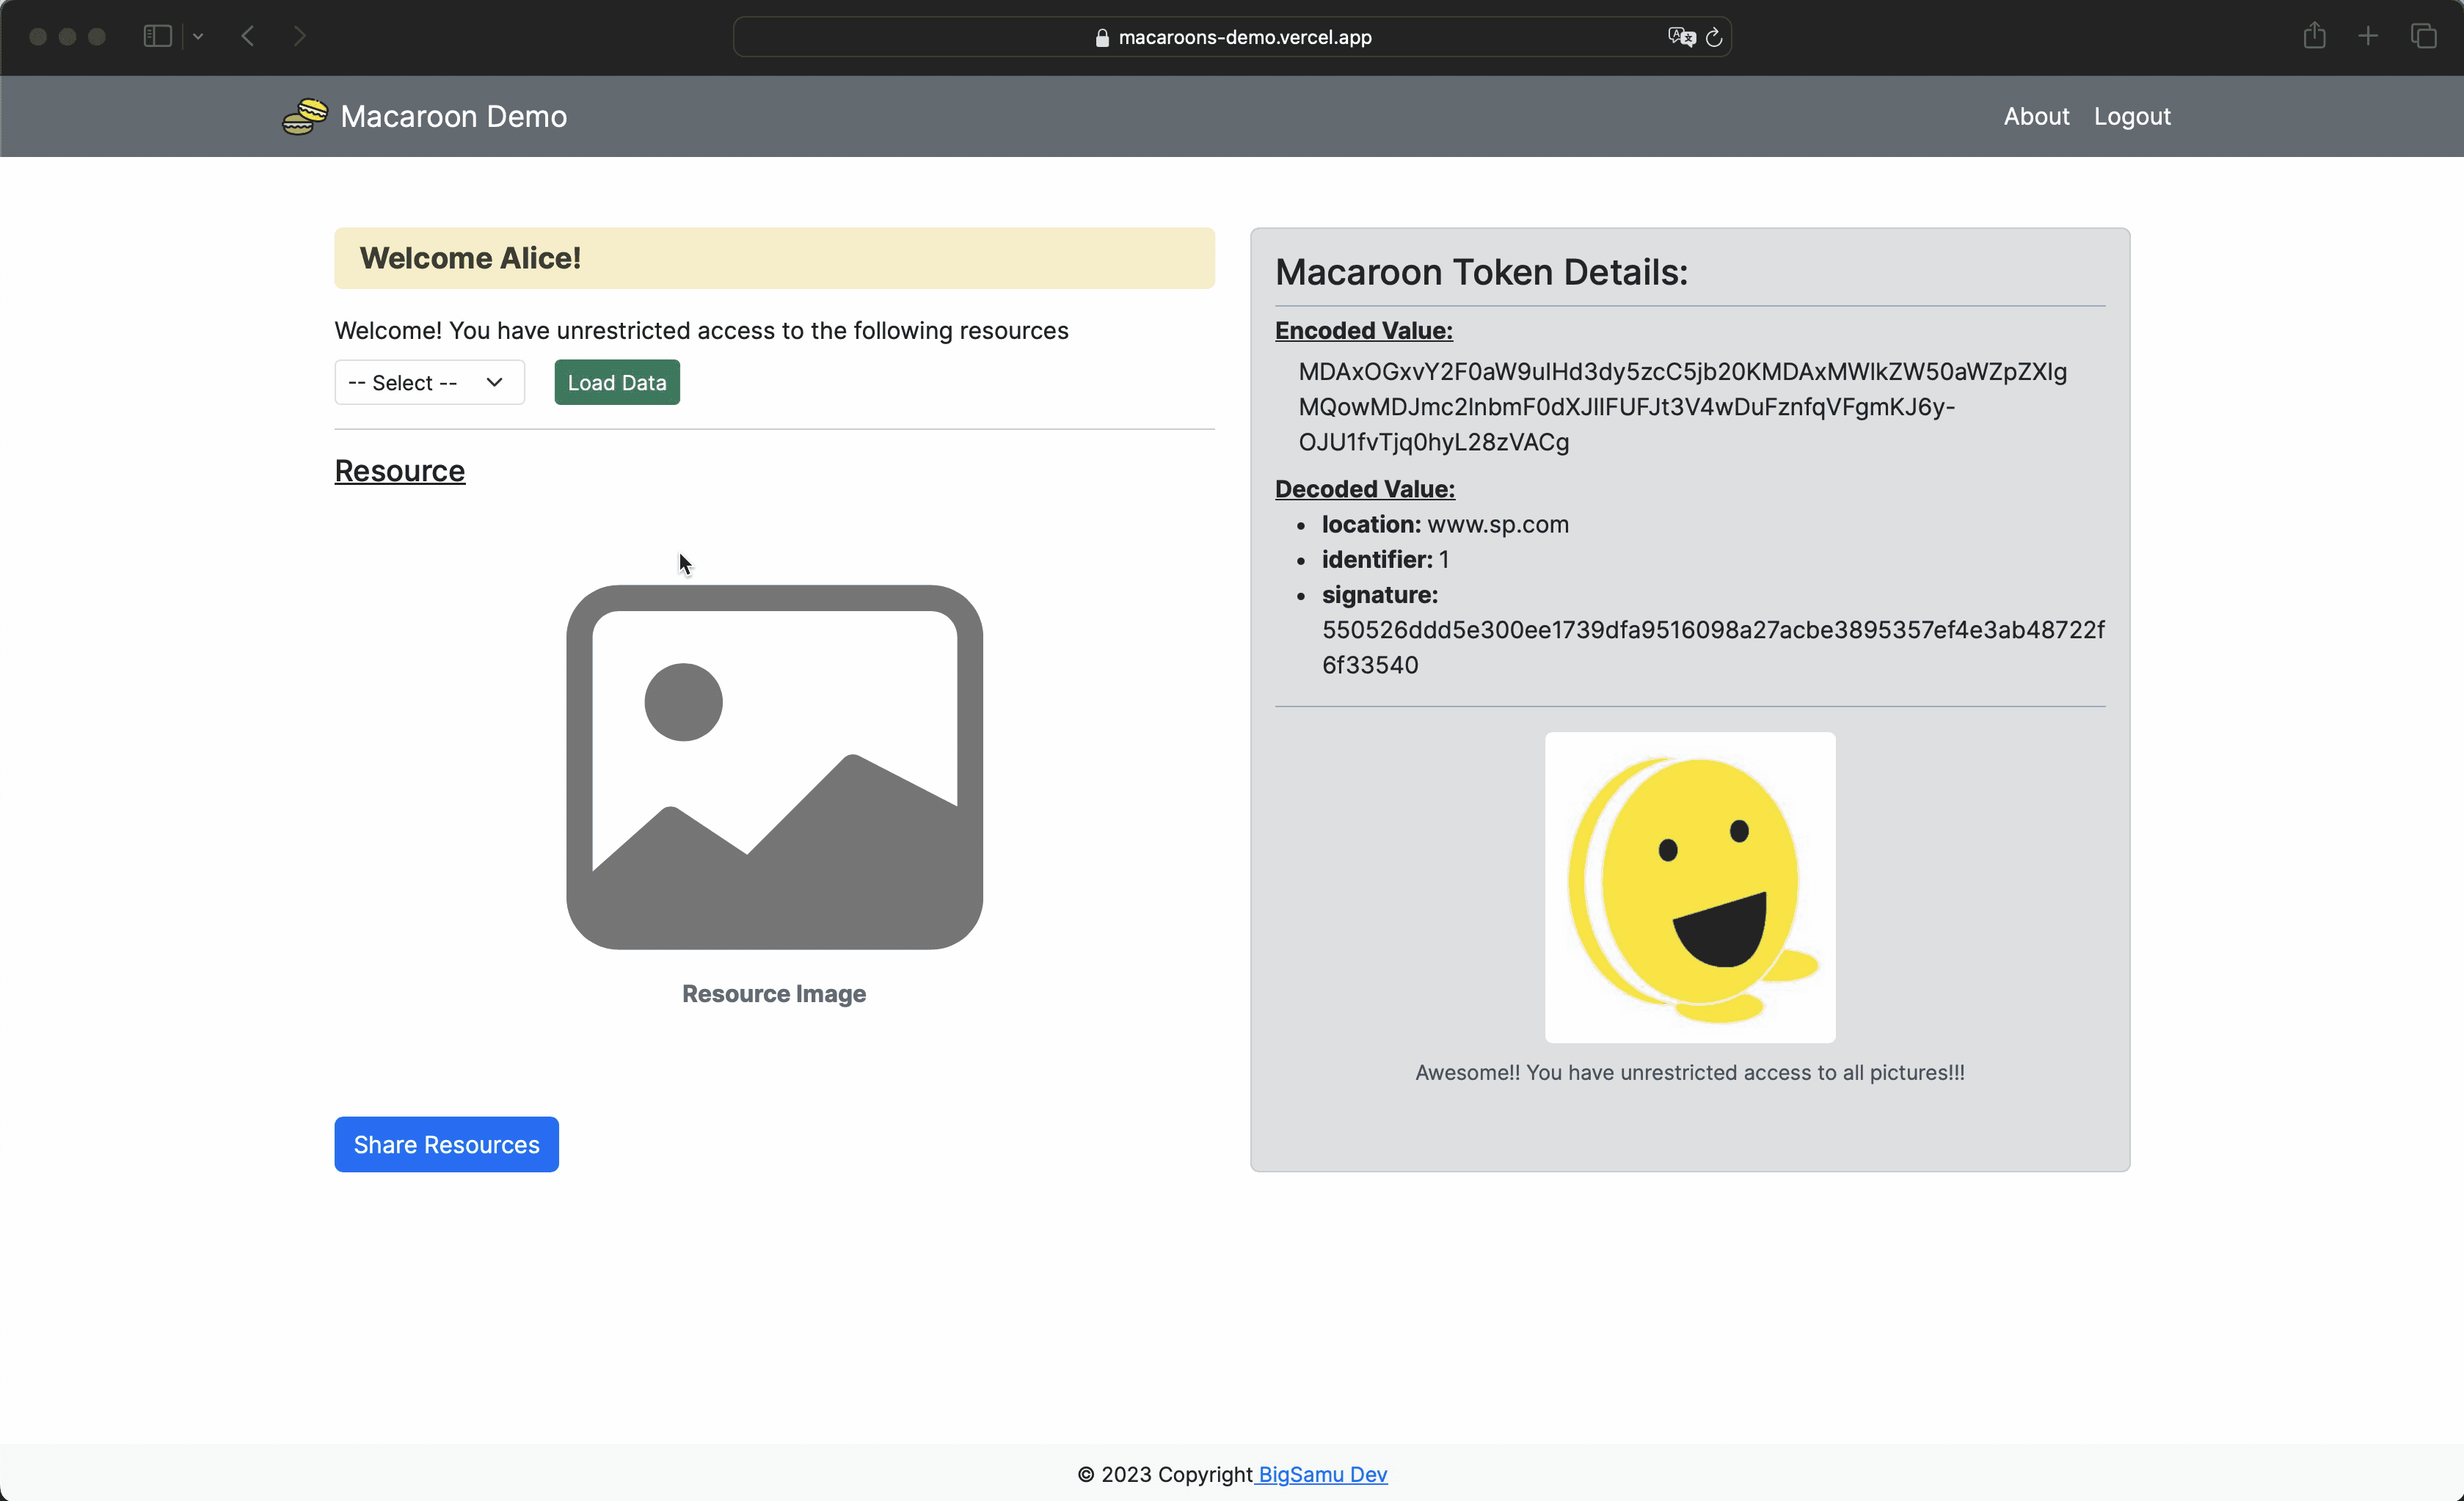 macaroons-demo.vercel.app
Macaroon Demo
About Logout
Welcome Alice!
Welcome! You have unrestricted access to the following resources
-- Select --
Load Data
Resource
Resource Image
Share Resources
Macaroon Token Details:
Encoded Value:
MDAxOGxvY2F0aW9uIHd3dy5zcC5jb20KMDAxMWlkZW50aWZpZXIg
MQowMDJmc2lnbmF0dXJlIFUFJt3V4wDuFznfqVFgmKJ6y-
OJU1fvTjq0hyL28zVACg
Decoded Value:
location: www.sp.com
identifier: 1
signature:
550526ddd5e300ee1739dfa9516098a27acbe3895357ef4e3ab48722f
6f33540
Awesome!! You have unrestricted access to all pictures!!!
© 2023 Copyright BigSamu Dev